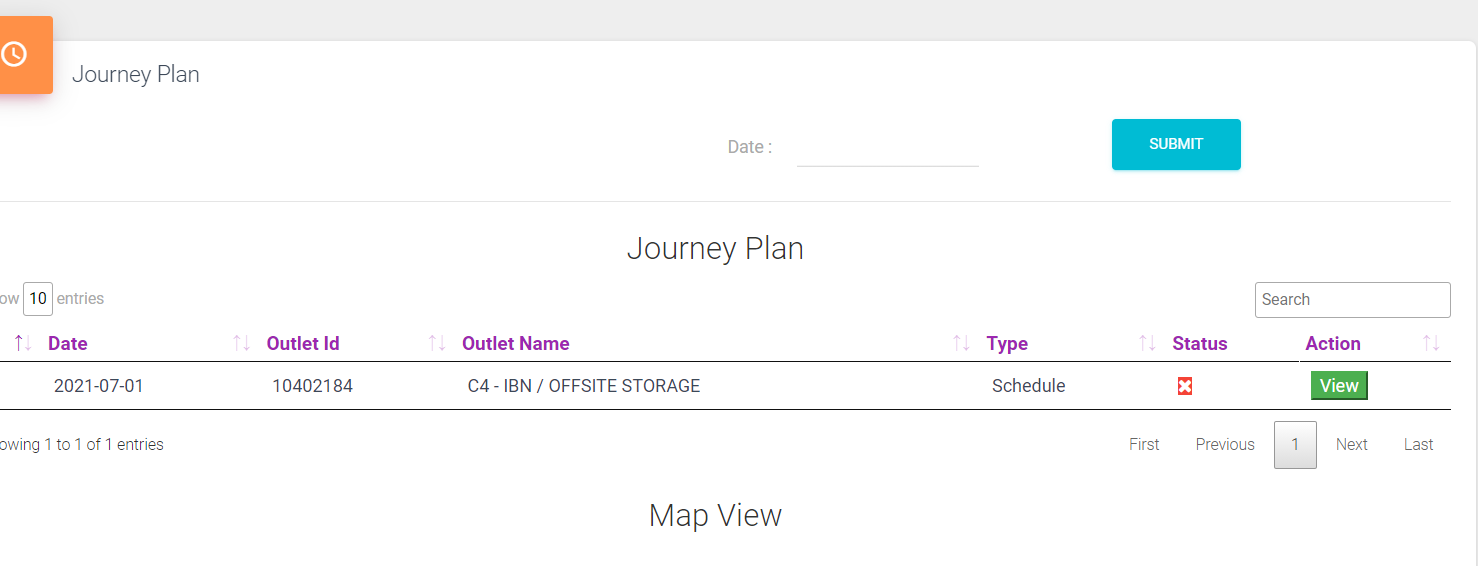 Journey Plan
Date :
SUBMIT
Journey Plan
ow 10 entries
Search
Date Outlet Id Outlet Name Type Status Action
2021-07-01 10402184 C4 - IBN / OFFSITE STORAGE Schedule View
owing 1 to 1 of 1 entries
First Previous 1 Next Last
Map View